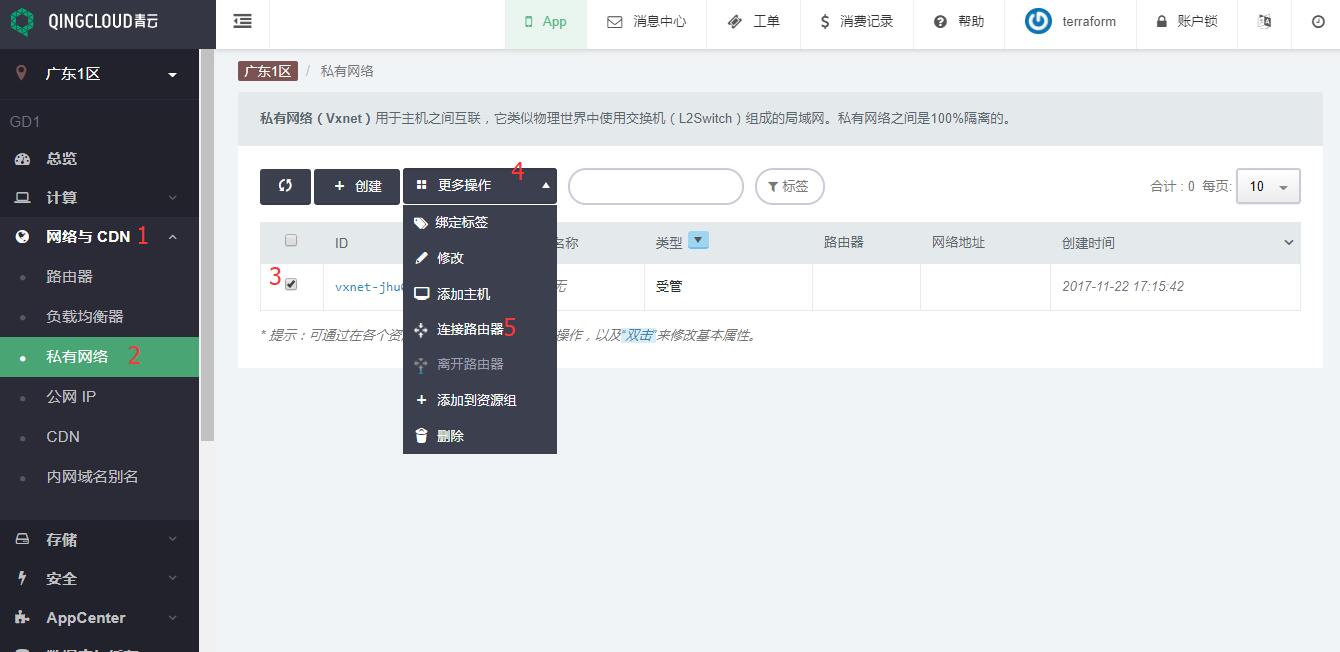 QINGCLOUD青云
App
消息中心
工单
消费记录
帮助
terraform
账户锁
广东1区
广东1区 / 私有网络
GD1
私有网络（Vxnet）用于主机之间互联，它类似物理世界中使用交换机（L2Switch）组成的局域网。私有网络之间是100%隔离的。
总览
计算
网络与 CDN 1
路由器
负载均衡器
私有网络 2
公网 IP
CDN
内网域名别名
存储
安全
AppCenter
+ 创建
更多操作 4
标签
合计 : 0 每页: 10
绑定标签
修改
添加主机
连接路由器 5
离开路由器
+ 添加到资源组
删除
ID
名称
类型
路由器
网络地址
创建时间
3
vxnet-jhu
无
受管
2017-11-22 17:15:42
* 提示：可通过在各个资
操作，以及“双击”来修改基本属性。